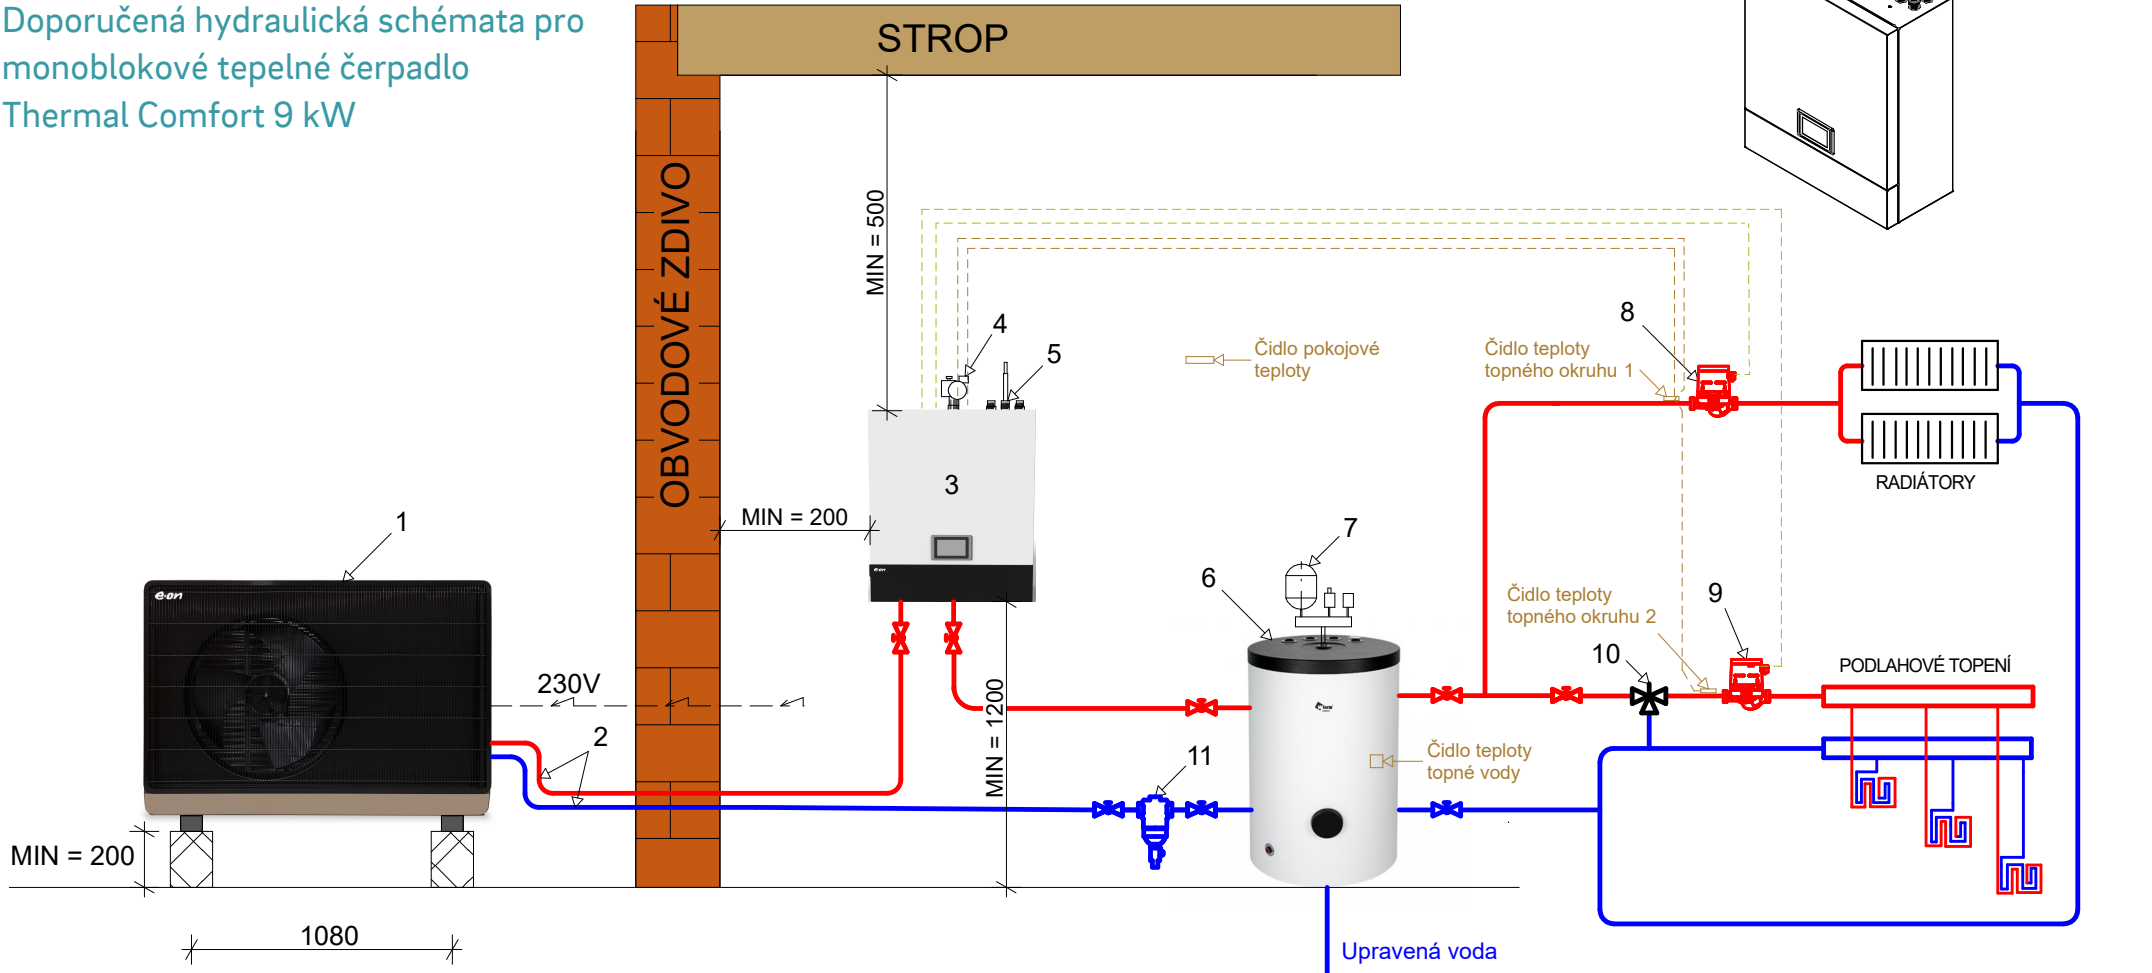 Doporučená hydraulická schémata pro
monoblokové tepelné čerpadlo
Thermal Comfort 9 kW
STROP
OBVODOVÉ ZDIVO
MIN = 500
4
5
Čidlo pokojové
teploty
8
Čidlo teploty
topného okruhu 1
RADIÁTORY
3
MIN = 200
e·on
1
e·on
230V
2
MIN = 200
1080
MIN = 1200
7
6
11
Čidlo teploty
topné vody
Čidlo teploty
topného okruhu 2
9
10
PODLAHOVÉ TOPENÍ
Upravená voda